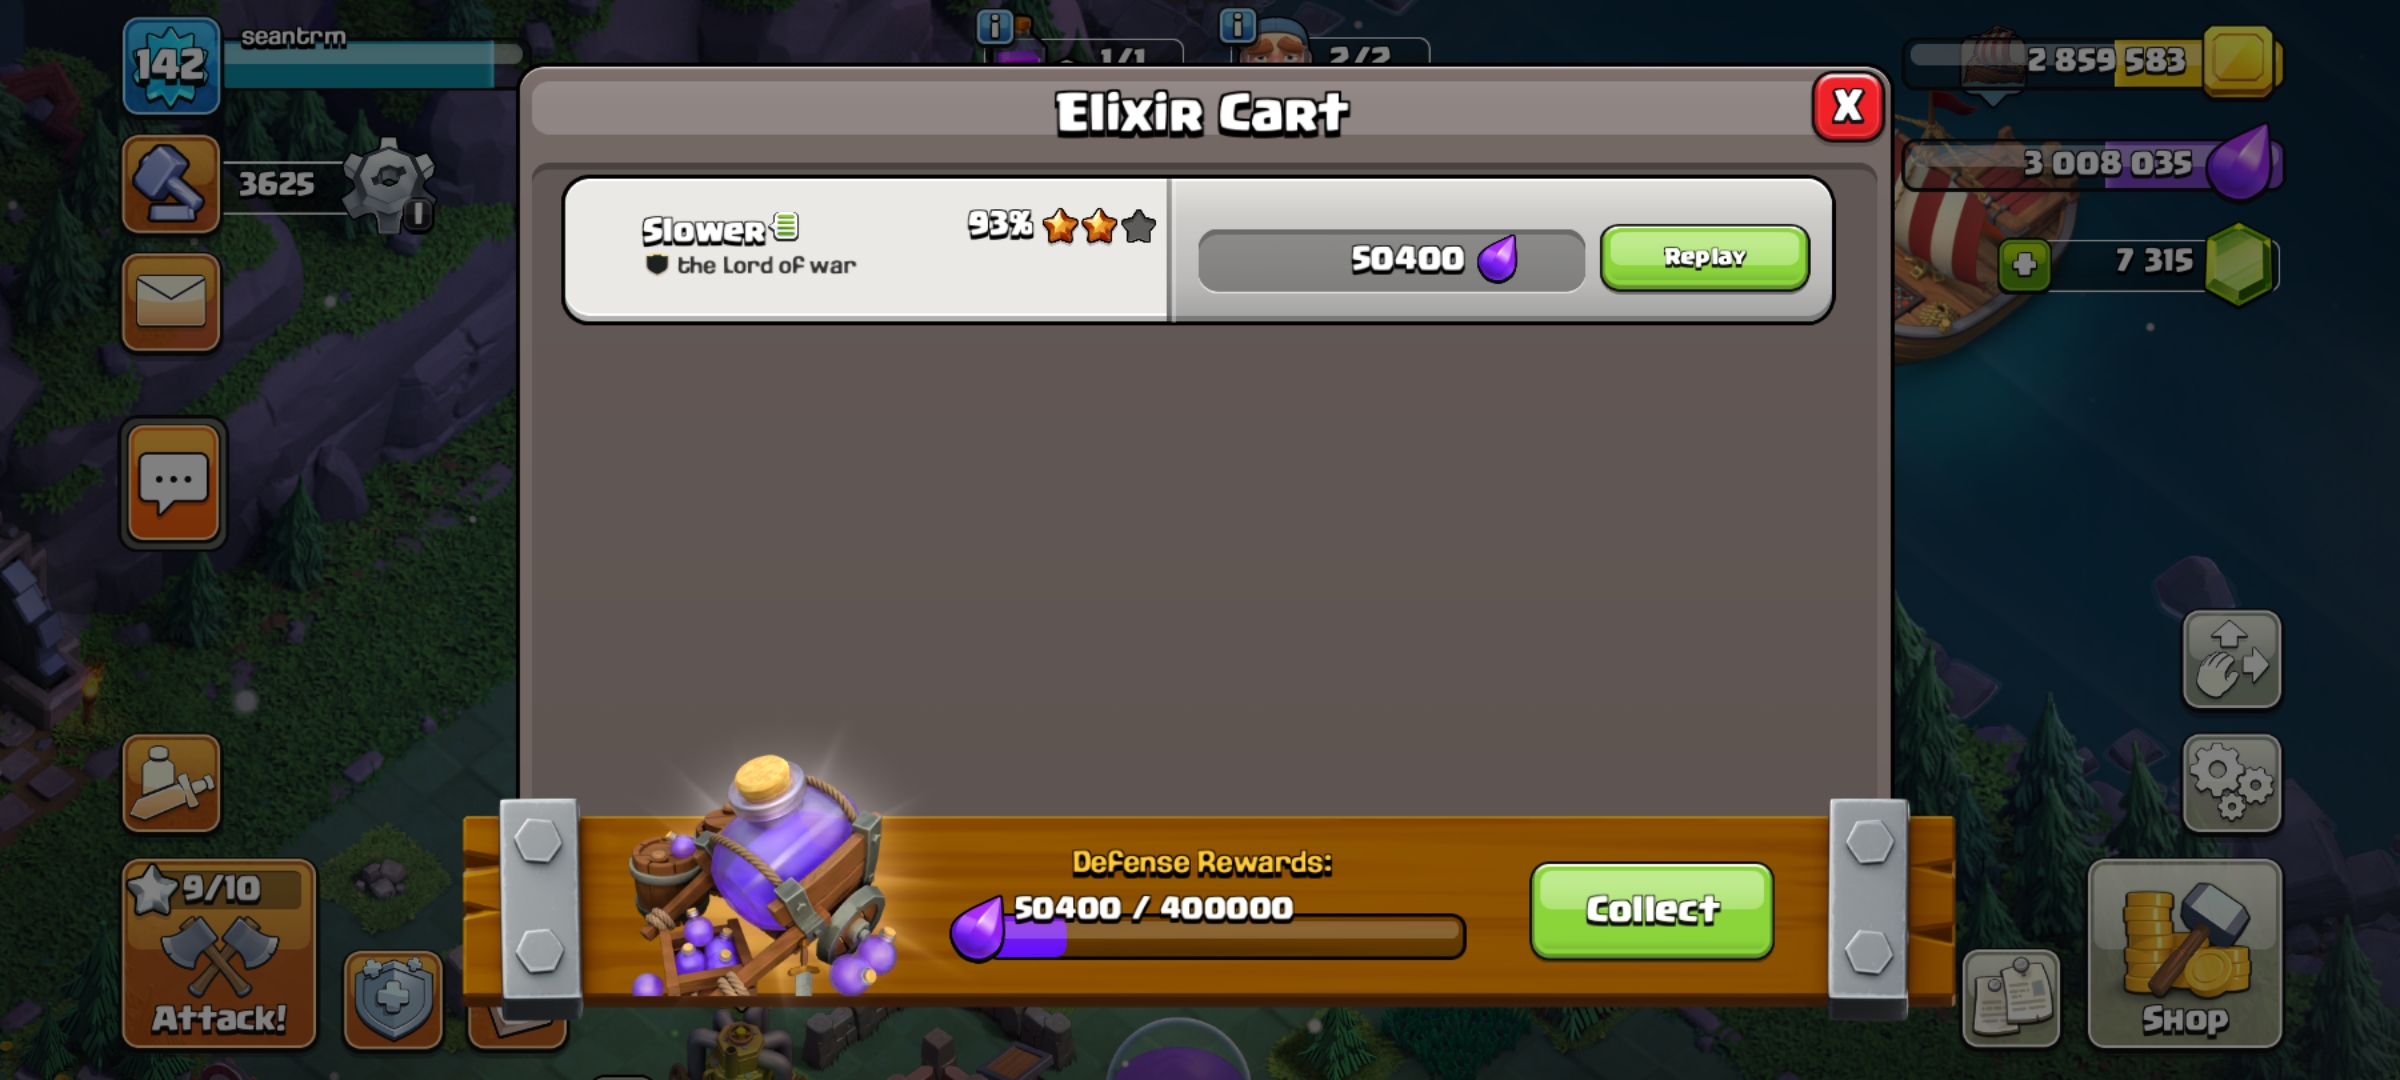 142
seantrm
1/1
2/2
2 859 583
Elixir Cart
X
3625
3 008 035
Slower
93%
the Lord of war
50400
Replay
7 315
Defense Rewards:
50400 / 400000
Collect
9/10
Attack!
Shop